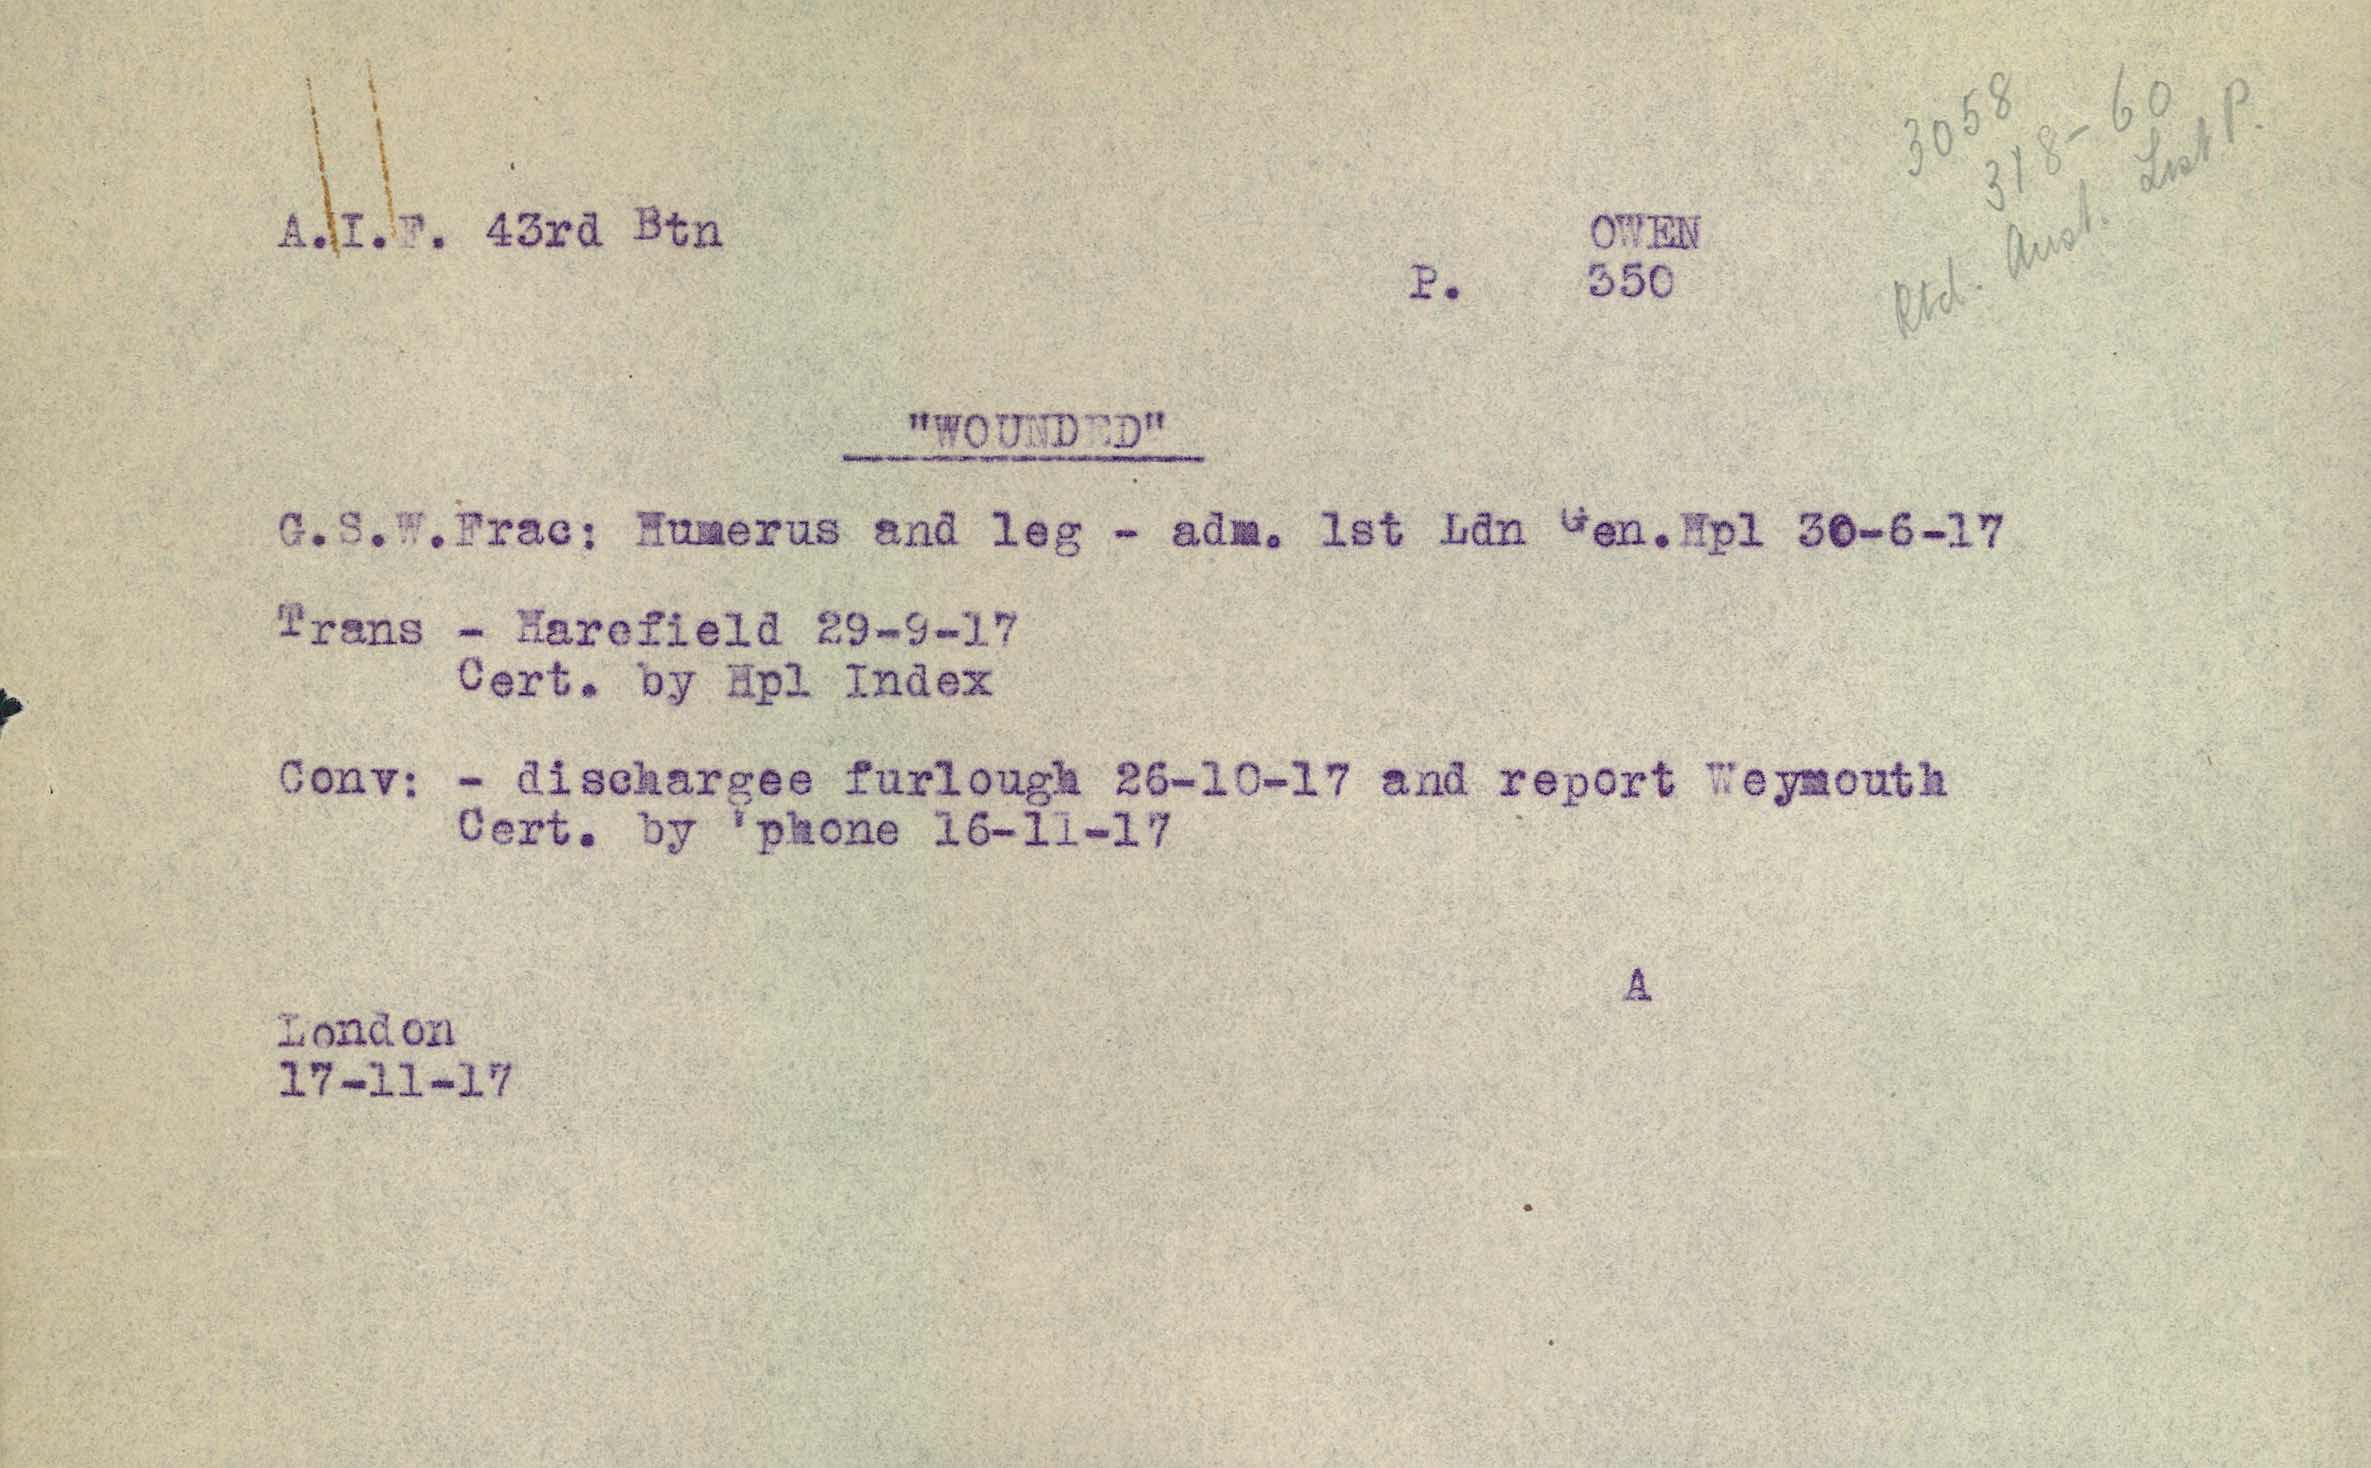 3058
318-60
Rtd. Aust. List P.
A.I.F. 43rd Btn
OWEN
P. 350
"WOUNDED"
G.S.W.Frac: Humerus and leg - adm. 1st Ldn Gen.Hpl 30-6-17
Trans - Harefield 29-9-17
Cert. by Hpl Index
Conv: - dischargee furlough 26-10-17 and report Weymouth
Cert. by 'phone 16-11-17
A
London
17-11-17